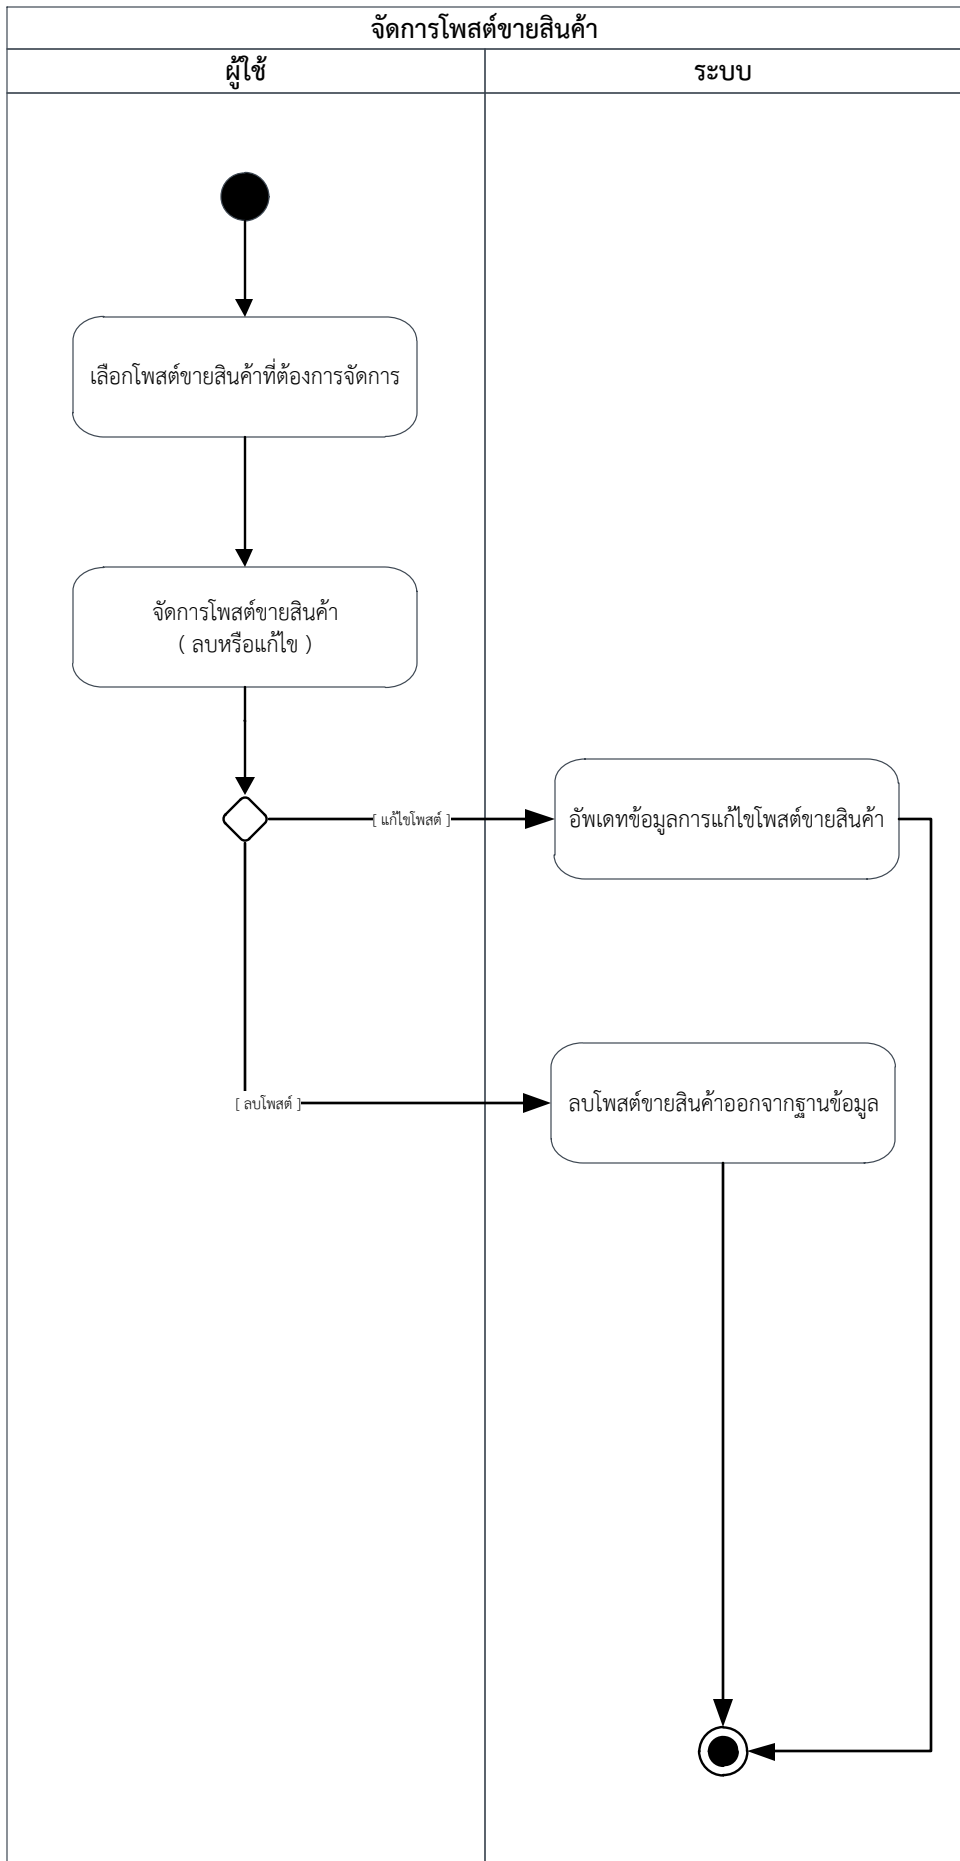 จัดการโพสต์ขายสินค้า
ผู้ใช้
ระบบ
เลือกโพสต์ขายสินค้าที่ต้องการจัดการ
จัดการโพสต์ขายสินค้า
( ลบหรือแก้ไข )
[ แก้ไขโพสต์ ]
อัพเดทข้อมูลการแก้ไขโพสต์ขายสินค้า
[ ลบโพสต์ ]
ลบโพสต์ขายสินค้าออกจากฐานข้อมูล